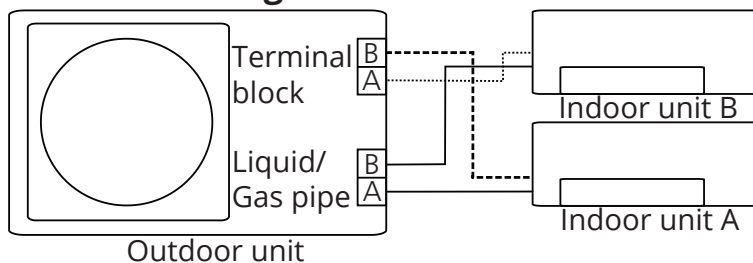 Terminal B
block A
Indoor unit B
Liquid/ B
Gas pipe A
Indoor unit A
Outdoor unit